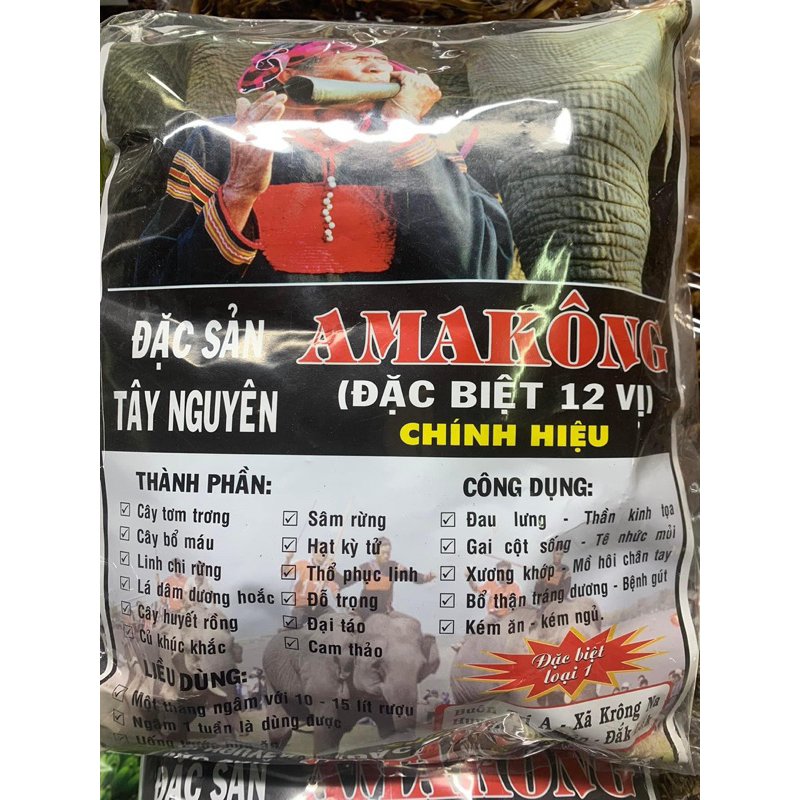 ĐẶC SẢN
TÂY NGUYÊN
AMAKÔNG
(ĐẶC BIỆT 12 VỊ)
CHÍNH HIỆU
THÀNH PHẦN:
Cây tơm trơng
Cây bổ máu
Linh chi rừng
Lá dâm dương hoắc
Cây huyết rồng
Củ khúc khắc
Sâm rừng
Hạt kỳ tử
Thổ phục linh
Đỗ trọng
Đại táo
Cam thảo
CÔNG DỤNG:
Đau lưng - Thần kinh tọa
Gai cột sống - Tê nhức mỏi
Xương khớp - Mồ hôi chân tay
Bổ thận tráng dương - Bệnh gút
Kém ăn - kém ngủ.
Đặc biệt
loại 1
LIỀU DÙNG:
Một thang ngâm với 10 - 15 lít rượu
Ngâm 1 tuần là dùng được
Uống
A - Xã Krông Na
- Đắk
ĐẶC SẢN
AMAKÔNG